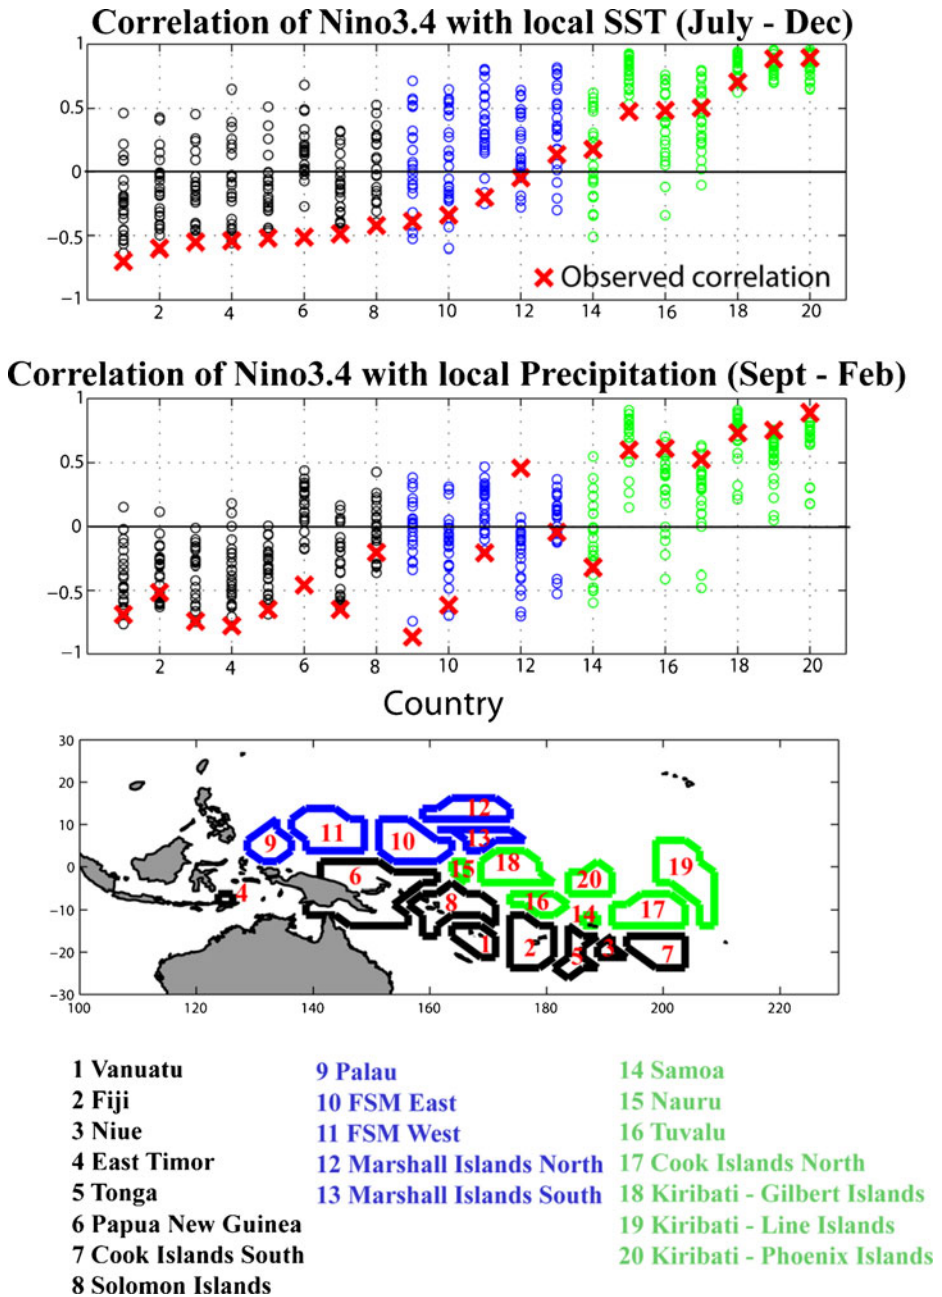 Correlation of Nino3.4 with local SST (July - Dec)
1
0.5
0
−0.5
−1
2 4 6 8 10 12 14 16 18 20
Observed correlation
Correlation of Nino3.4 with local Precipitation (Sept - Feb)
1
0.5
0
−0.5
−1
2 4 6 8 10 12 14 16 18 20
Country
30
20
10
0
−10
−20
−30
100 120 140 160 180 200 220
12
9 11 10 13
4 6 15 18 20 19
8 16 14 17
1 2 5 3 7
1 Vanuatu
2 Fiji
3 Niue
4 East Timor
5 Tonga
6 Papua New Guinea
7 Cook Islands South
8 Solomon Islands
9 Palau
10 FSM East
11 FSM West
12 Marshall Islands North
13 Marshall Islands South
14 Samoa
15 Nauru
16 Tuvalu
17 Cook Islands North
18 Kiribati - Gilbert Islands
19 Kiribati - Line Islands
20 Kiribati - Phoenix Islands